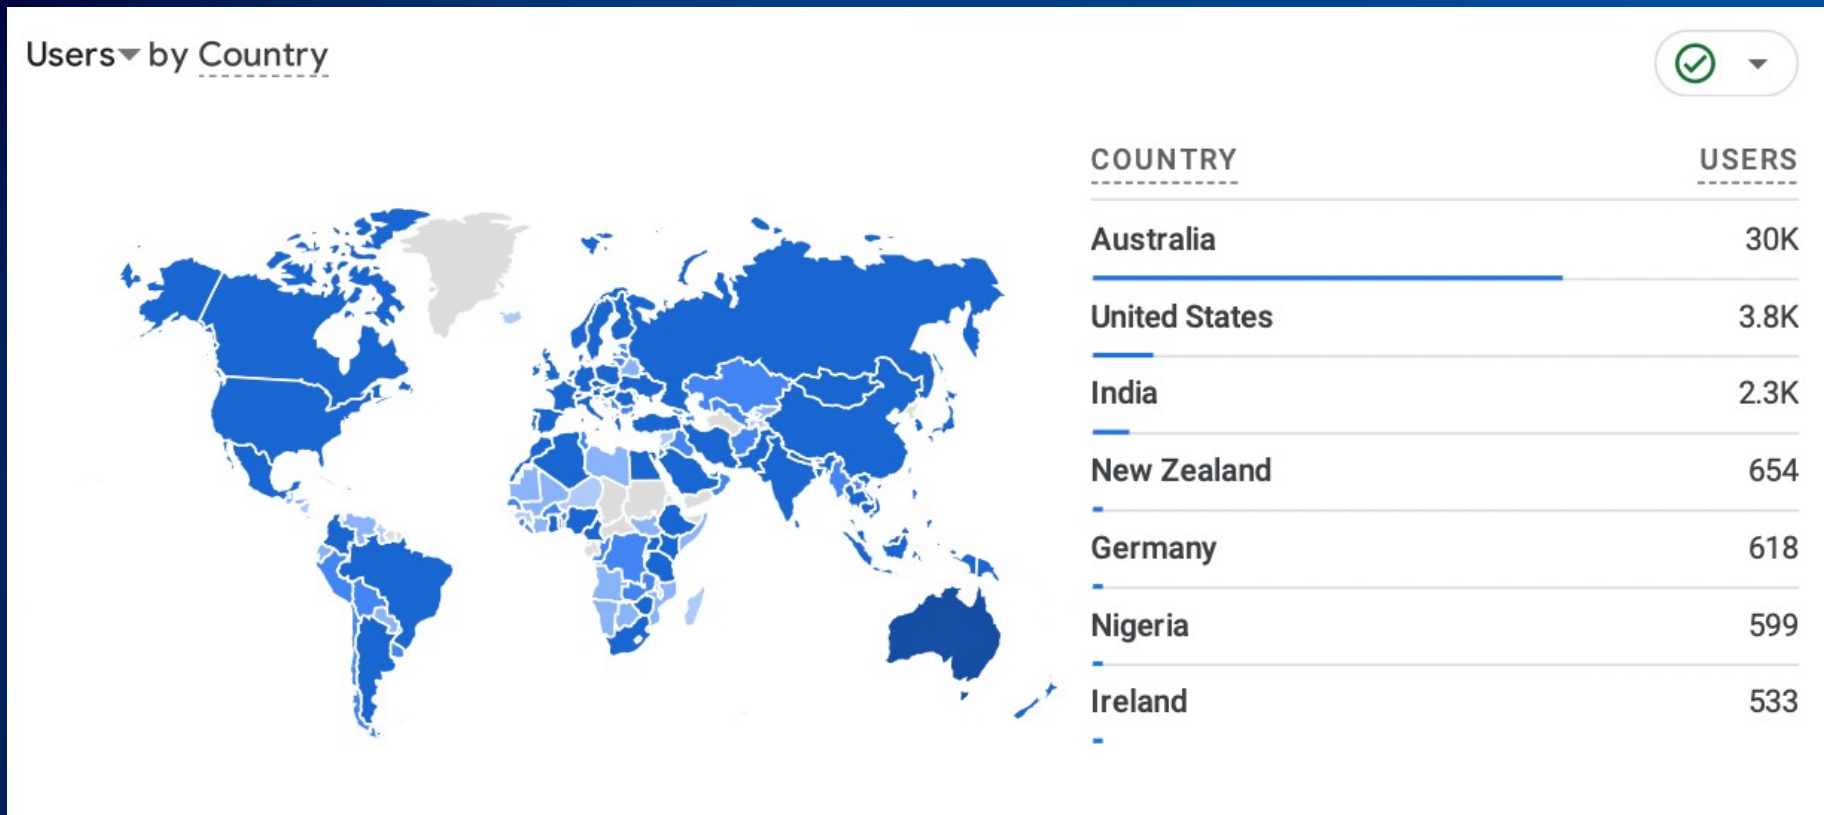 Users by Country
COUNTRY USERS
Australia 30K
United States 3.8K
India 2.3K
New Zealand 654
Germany 618
Nigeria 599
Ireland 533